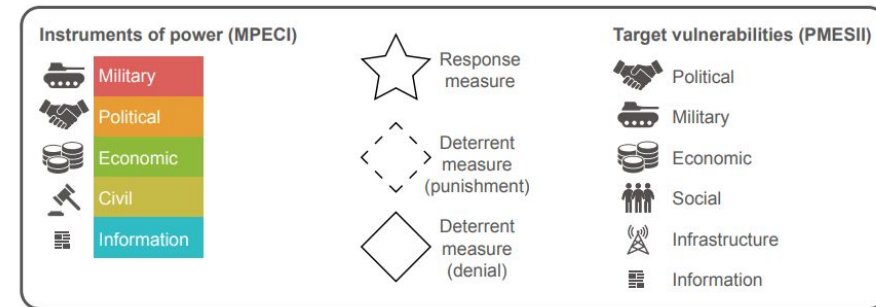 Instruments of power (MPECI)
Military
Political
Economic
Civil
Information
Response
measure
Deterrent
measure
(punishment)
Deterrent
measure
(denial)
Target vulnerabilities (PMESII)
Political
Military
Economic
Social
Infrastructure
Information